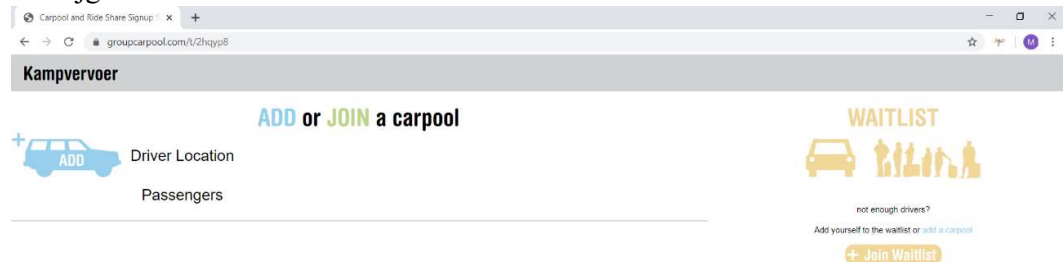 Carpool and Ride Share Signup
groupcarpool.com/t/2hqyp8
M
Kampvervoer
ADD or JOIN a carpool
+
ADD
Driver Location
Passengers
WAITLIST
not enough drivers?
Add yourself to the waitlist or add a carpool
+ Join Waitlist